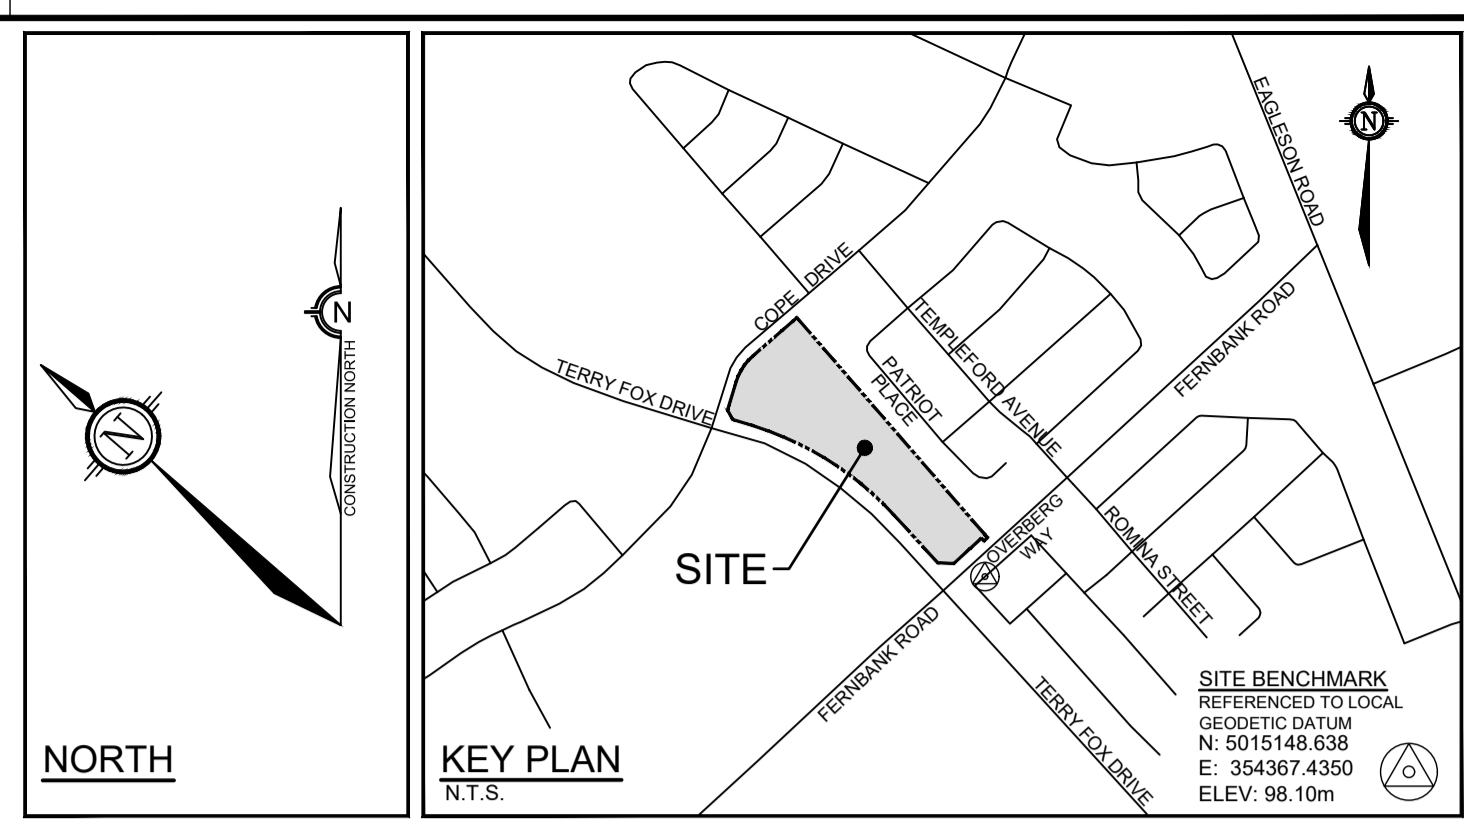 N
CONSTRUCTION NORTH
N
NORTH
EAGLESON ROAD
N
COPE DRIVE
TEMPLEFORD AVENUE
FERNBANK ROAD
TERRY FOX DRIVE
PATRIOT
PLACE
SITE
OVERBERG
WAY
ROMINA STREET
FERNBANK ROAD
TERRY FOX DRIVE
KEY PLAN
N.T.S.
SITE BENCHMARK
REFERENCED TO LOCAL
GEODETIC DATUM
N: 5015148.638
E: 354367.4350
ELEV: 98.10m